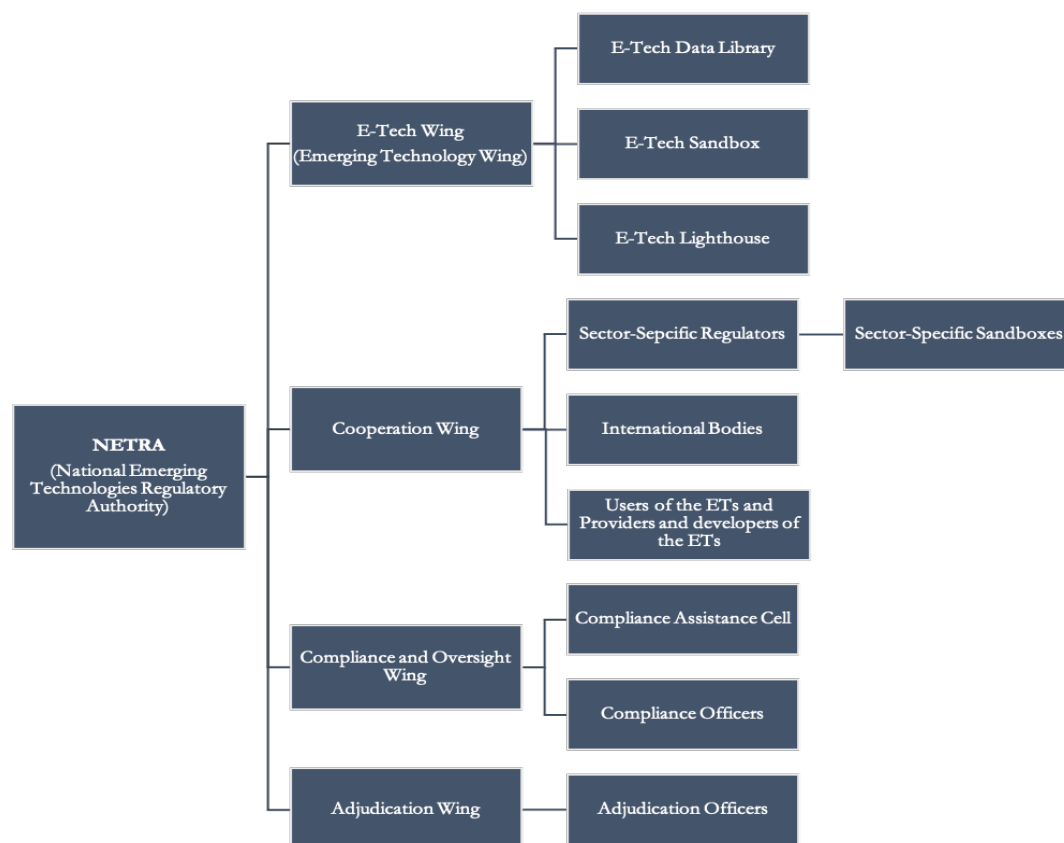 E-Tech Data Library
E-Tech Wing
(Emerging Technology Wing)
E-Tech Sandbox
E-Tech Lighthouse
Sector-Sepcific Regulators
Sector-Specific Sandboxes
NETRA
(National Emerging
Technologies Regulatory
Authority)
Cooperation Wing
International Bodies
Users of the ETs and
Providers and developers of
the ETs
Compliance Assistance Cell
Compliance and Oversight
Wing
Compliance Officers
Adjudication Wing
Adjudication Officers